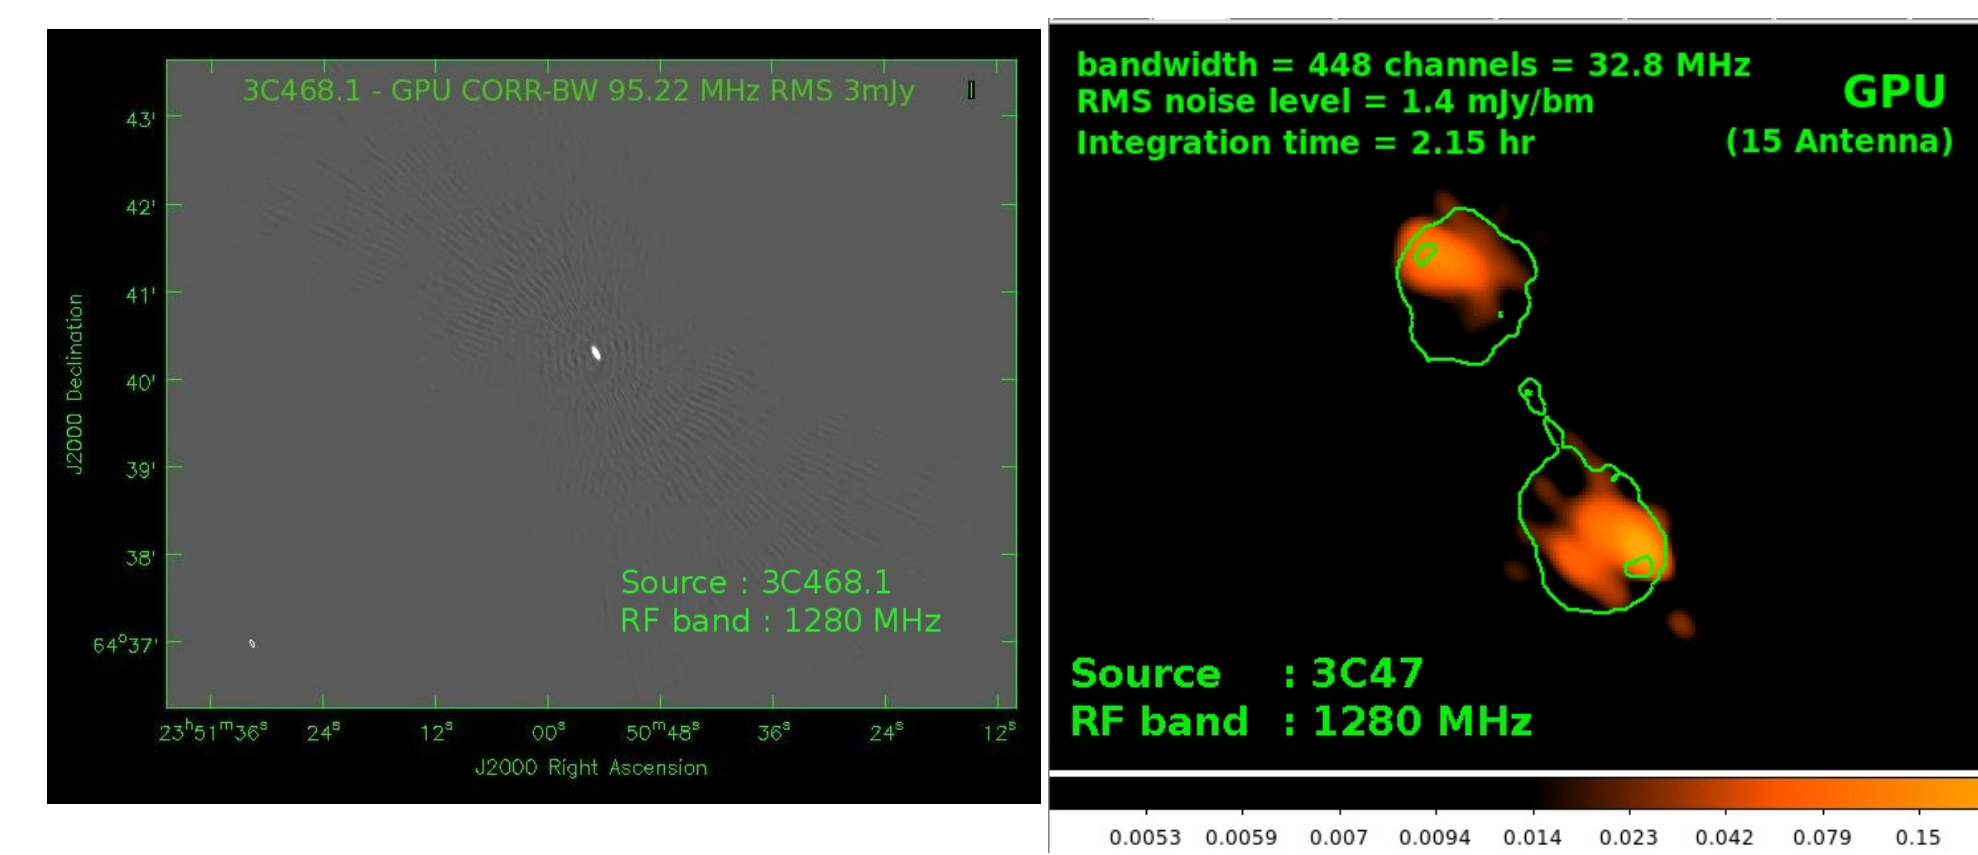 3C468.1 - GPU CORR-BW 95.22 MHz RMS 3mJy
43'
42'
41'
40'
39'
38'
64°37'
J2000 Declination
Source : 3C468.1
RF band : 1280 MHz
23ʰ51ᵐ36ˢ 24ˢ 12ˢ 00ˢ 50ᵐ48ˢ 36ˢ 24ˢ 12ˢ
J2000 Right Ascension
bandwidth = 448 channels = 32.8 MHz
RMS noise level = 1.4 mJy/bm
Integration time = 2.15 hr
GPU
(15 Antenna)
Source : 3C47
RF band : 1280 MHz
0.0053 0.0059 0.007 0.0094 0.014 0.023 0.042 0.079 0.15